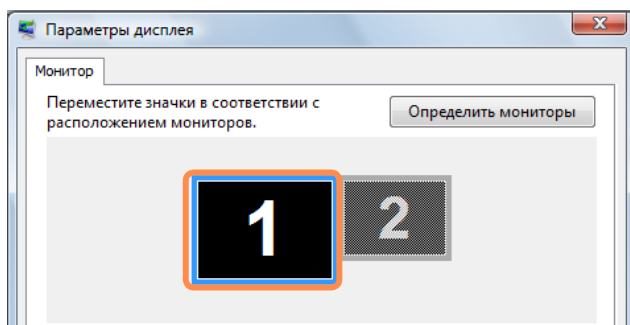 Параметры дисплея
Монитор
Переместите значки в соответствии с
расположением мониторов.
Определить мониторы
1
2